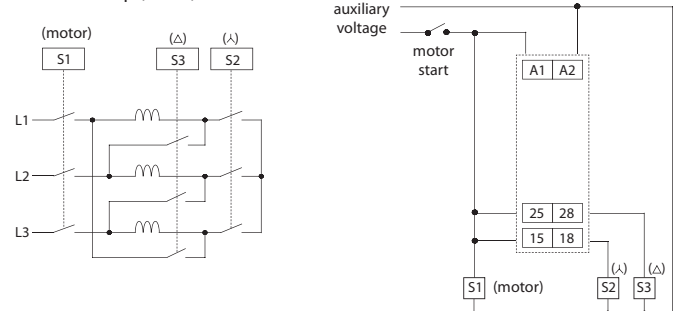 (motor)
S1
(△)
S3
(⅄)
S2
L1
L2
L3
auxiliary
voltage
motor
start
A1 A2
25 28
15 18
S1 (motor)
(⅄)
S2
(△)
S3